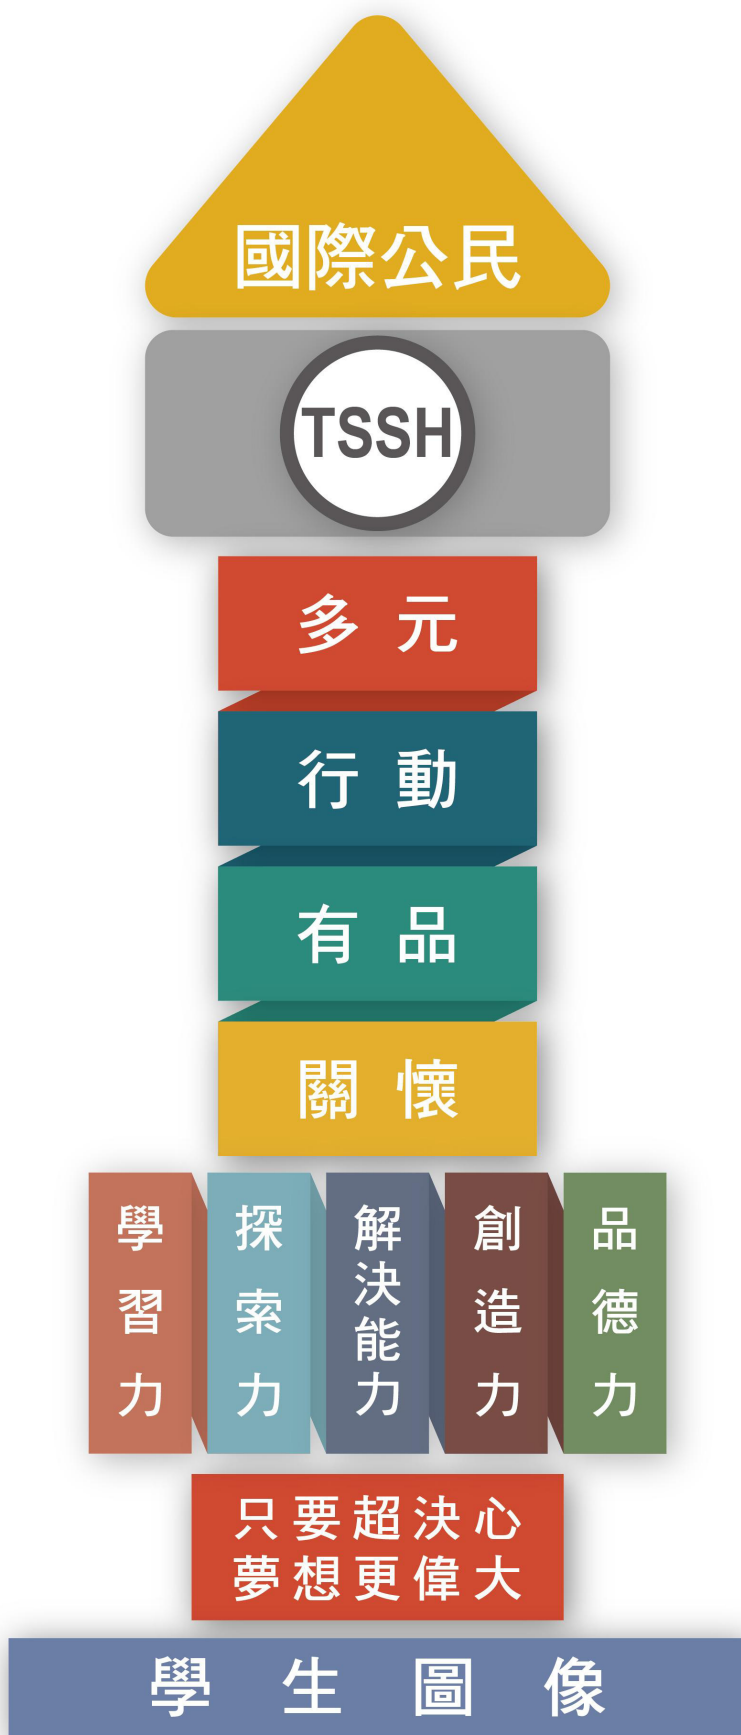 國際公民
TSSH
多元
行動
有品
關懷
學習力
探索力
解決能力
創造力
品德力
只要超決心
夢想更偉大
學生圖像